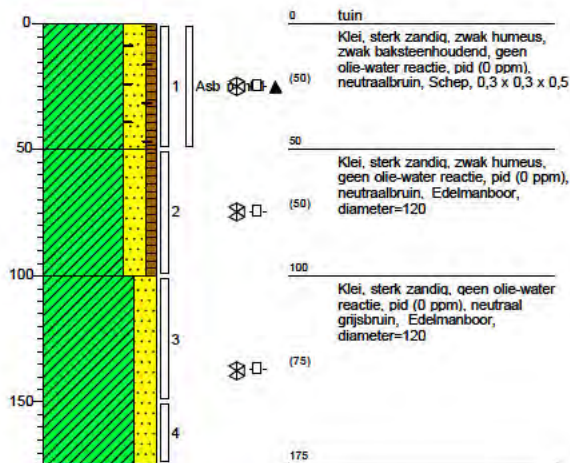 0
0 tuin
Klei, sterk zandig, zwak humeus,
zwak baksteenhoudend, geen
olie-water reactie, pid (0 ppm),
neutraalbruin, Schep, 0,3 x 0,3 x 0,5
1 Asb (50)
50
50
Klei, sterk zandig, zwak humeus,
geen olie-water reactie, pid (0 ppm),
neutraalbruin, Edelmanboor,
diameter=120
2 (50)
100
100
Klei, sterk zandig, geen olie-water
reactie, pid (0 ppm), neutraal
grijsbruin, Edelmanboor,
diameter=120
3
(75)
150
4
175